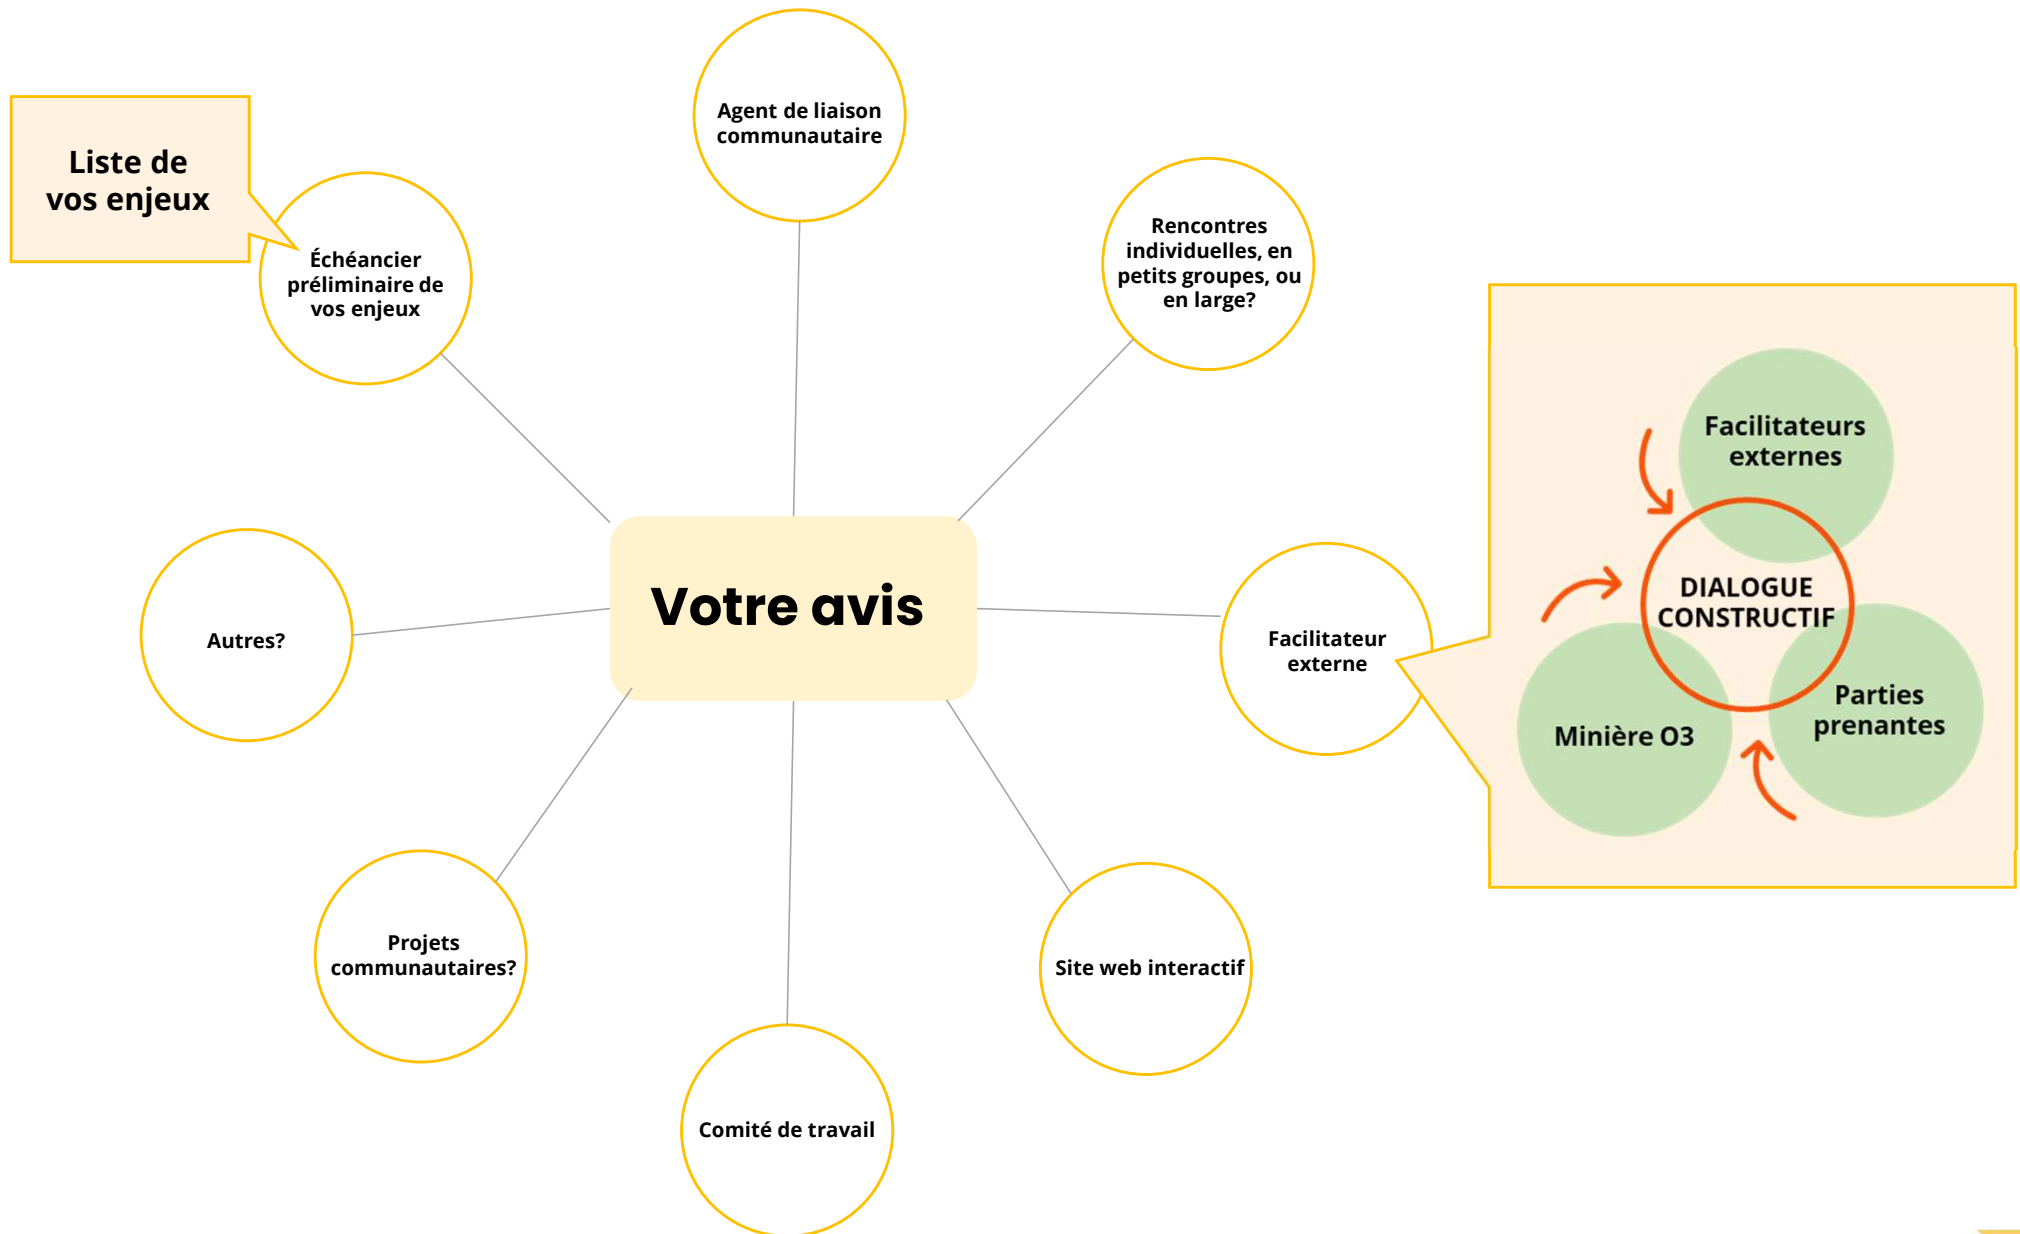 Agent de liaison
communautaire
Liste de
vos enjeux
Échéancier
préliminaire de
vos enjeux
Rencontres
individuelles, en
petits groupes, ou
en large?
Facilitateurs
externes
DIALOGUE
CONSTRUCTIF
Minière O3
Parties
prenantes
Votre avis
Autres?
Facilitateur
externe
Projets
communautaires?
Site web interactif
Comité de travail